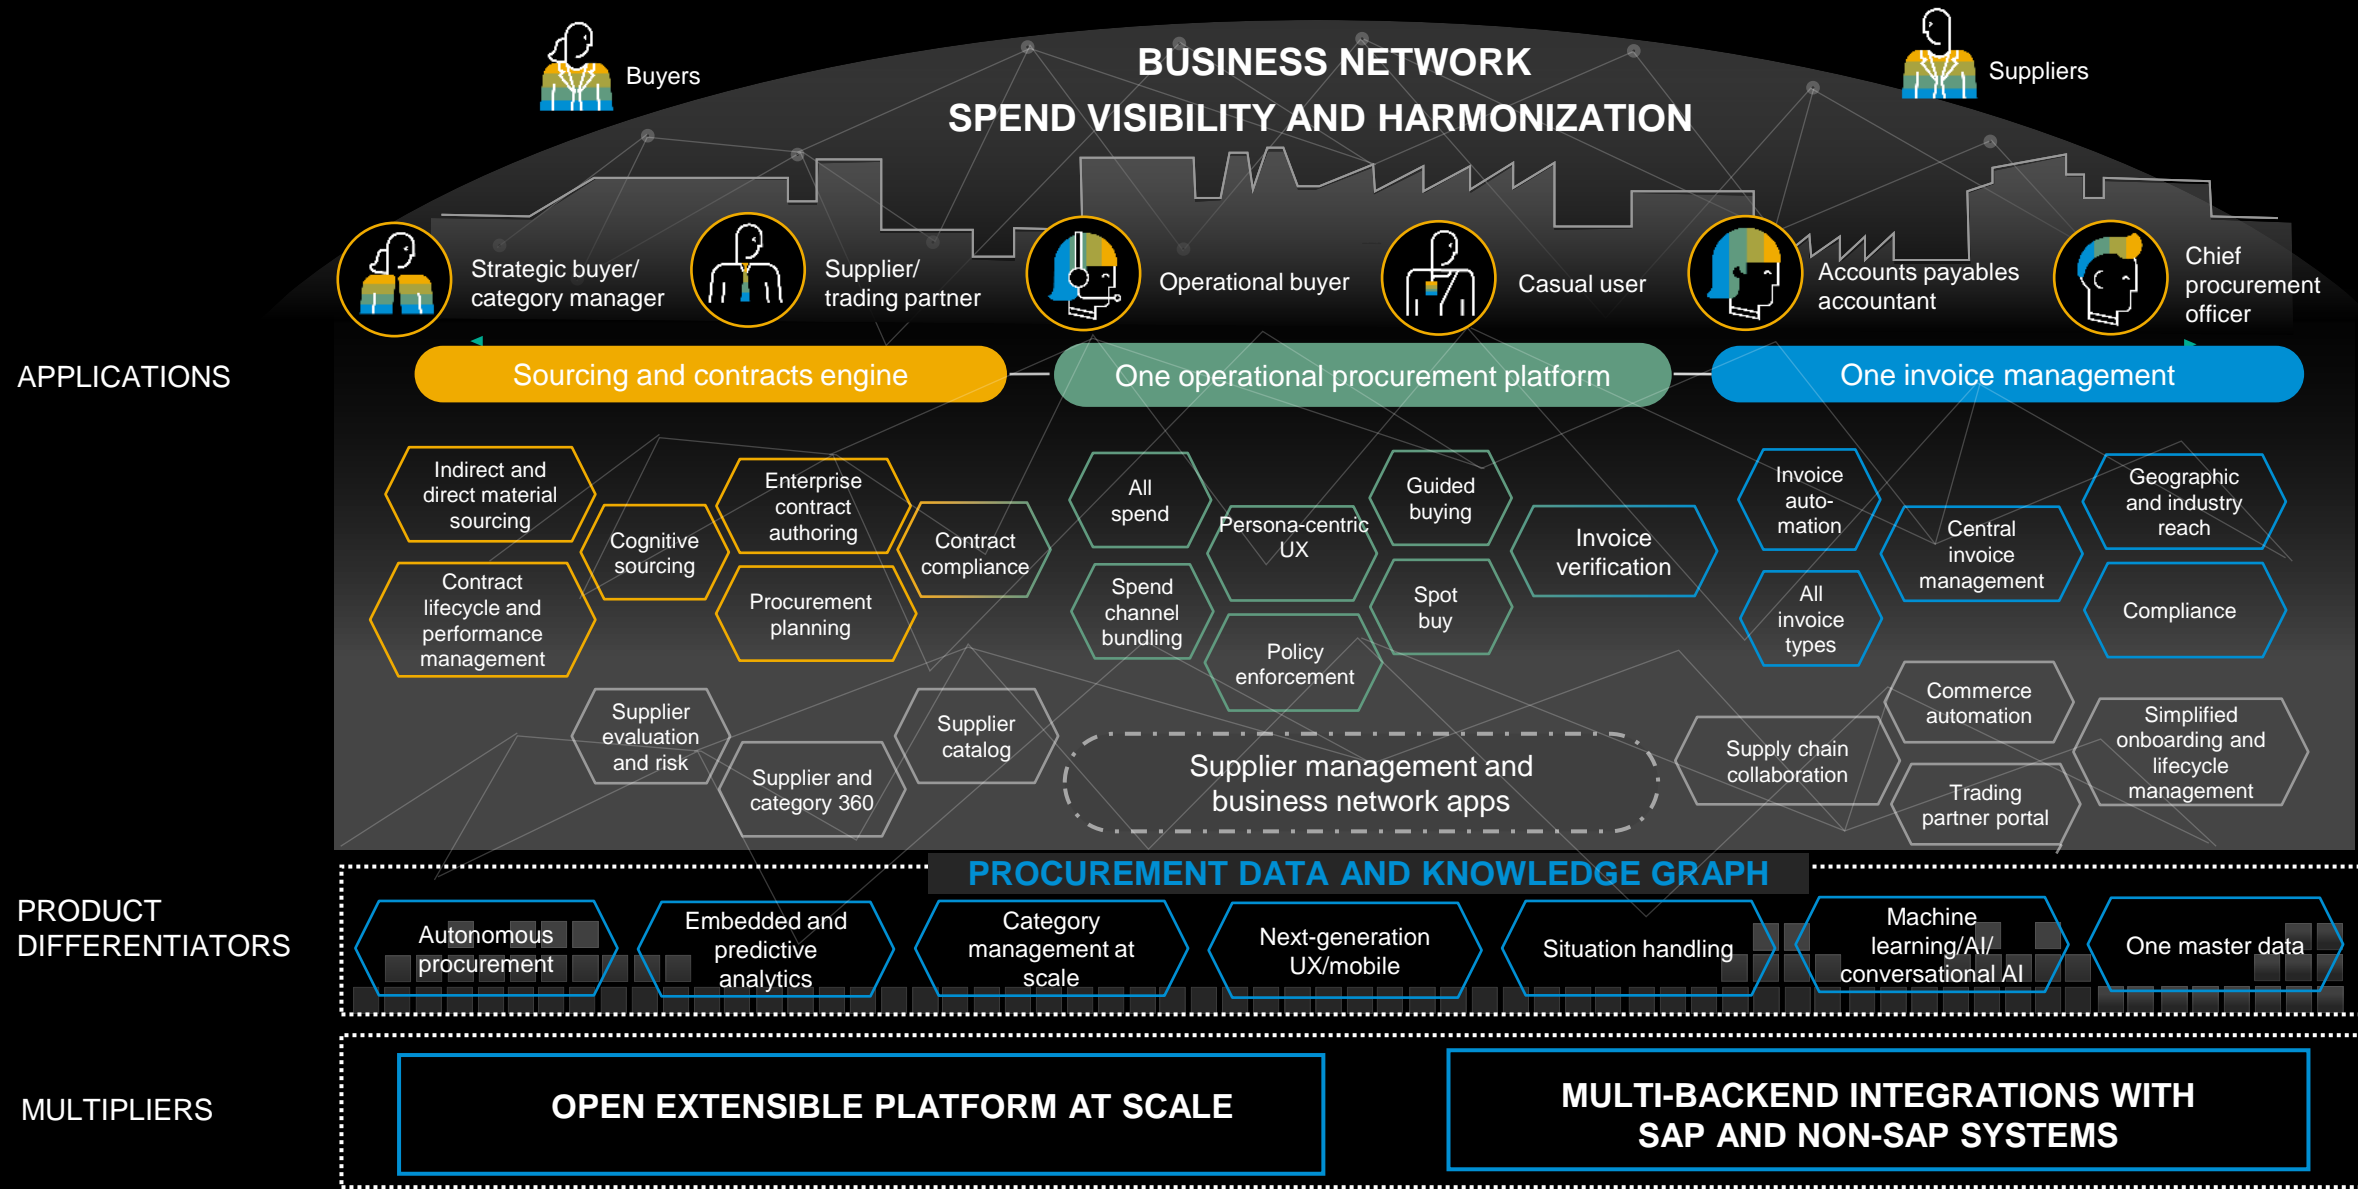 Buyers
BUSINESS NETWORK
SPEND VISIBILITY AND HARMONIZATION
Suppliers
Strategic buyer/
category manager
Supplier/
trading partner
Operational buyer
Casual user
Accounts payables
accountant
Chief
procurement
officer
APPLICATIONS
Sourcing and contracts engine
One operational procurement platform
One invoice management
Indirect and
direct material
sourcing
Contract
lifecycle and
performance
management
Cognitive
sourcing
Enterprise
contract
authoring
Procurement
planning
Contract
compliance
All
spend
Spend
channel
bundling
Persona-centric
UX
Policy
enforcement
Guided
buying
Spot
buy
Invoice
verification
Invoice
auto-
mation
All
invoice
types
Central
invoice
management
Geographic
and industry
reach
Compliance
Supplier
evaluation
and risk
Supplier and
category 360
Supplier
catalog
Supplier management and
business network apps
Supply chain
collaboration
Commerce
automation
Trading
partner portal
Simplified
onboarding and
lifecycle
management
PROCUREMENT DATA AND KNOWLEDGE GRAPH
PRODUCT
DIFFERENTIATORS
Autonomous
procurement
Embedded and
predictive
analytics
Category
management at
scale
Next-generation
UX/mobile
Situation handling
Machine
learning/AI/
conversational AI
One master data
MULTIPLIERS
OPEN EXTENSIBLE PLATFORM AT SCALE
MULTI-BACKEND INTEGRATIONS WITH
SAP AND NON-SAP SYSTEMS